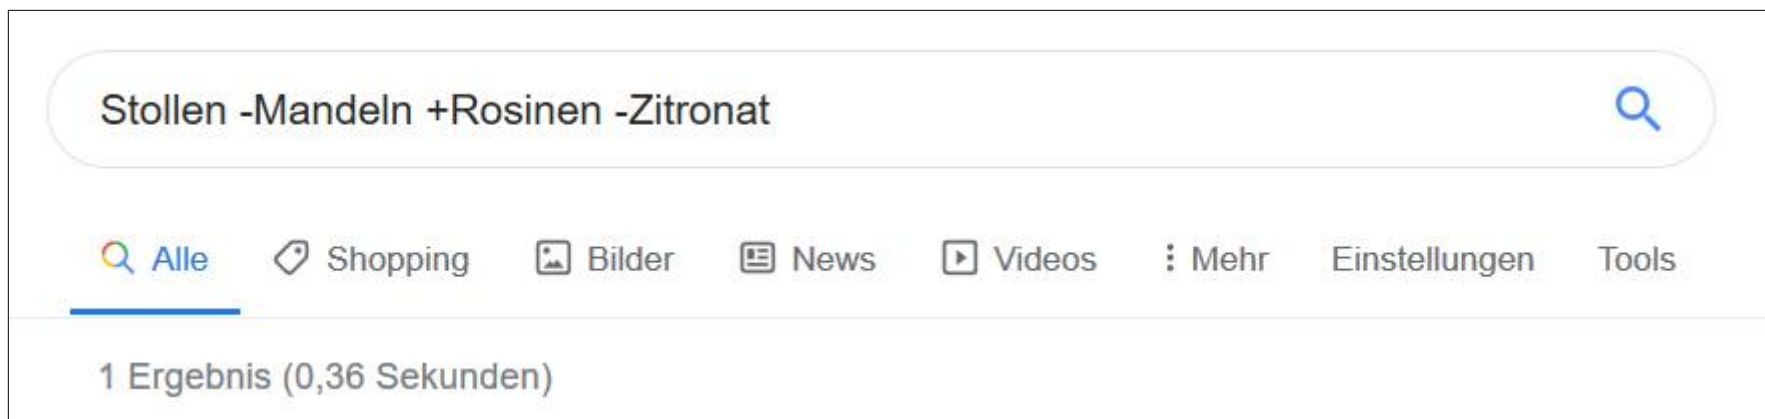 Stollen -Mandeln +Rosinen -Zitronat
Alle Shopping Bilder News Videos Mehr Einstellungen Tools
1 Ergebnis (0,36 Sekunden)